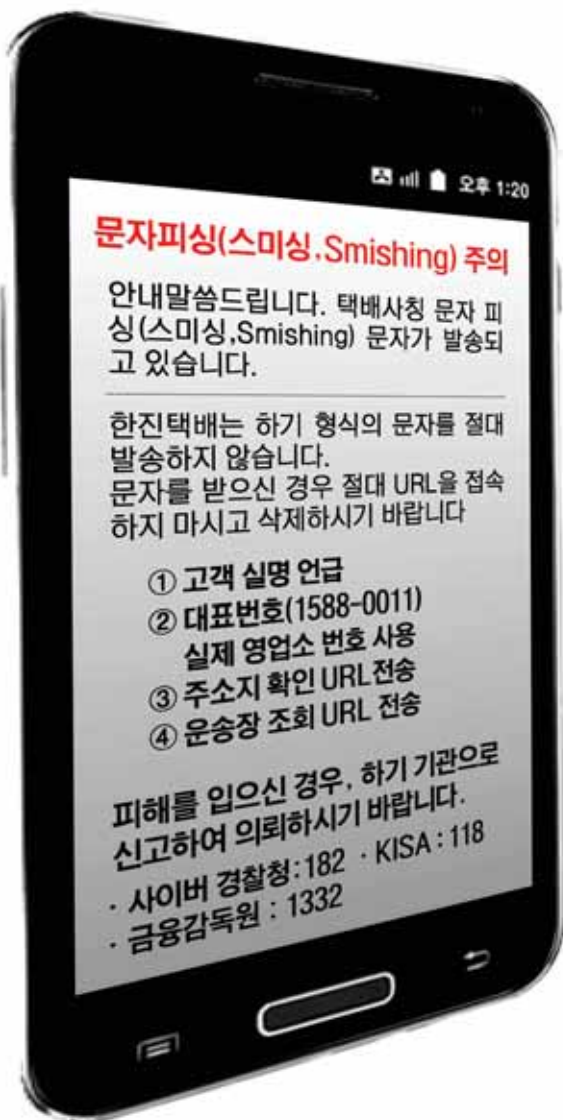 오후 1:20
문자피싱(스미싱,Smishing) 주의
안내말씀드립니다. 택배사칭 문자 피
싱(스미싱,Smishing) 문자가 발송되
고 있습니다.
한진택배는 하기 형식의 문자를 절대
발송하지 않습니다.
문자를 받으신 경우 절대 URL을 접속
하지 마시고 삭제하시기 바랍니다
① 고객 실명 언급
② 대표번호(1588-0011)
실제 영업소 번호 사용
③ 주소지 확인 URL전송
④ 운송장 조회 URL 전송
피해를 입으신 경우, 하기 기관으로
신고하여 의뢰하시기 바랍니다.
· 사이버 경찰청:182 · KISA : 118
· 금융감독원 : 1332